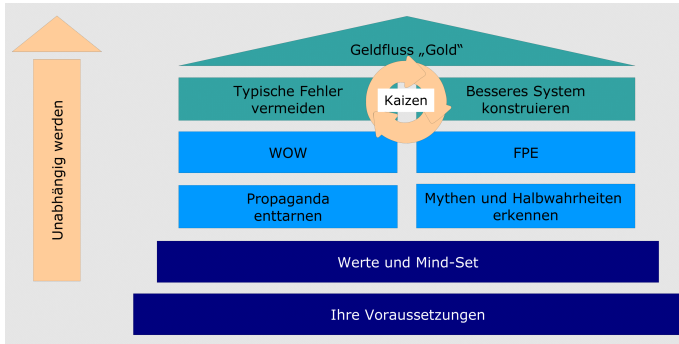 Geldfluss „Gold“
Typische Fehler
vermeiden
Kaizen
Besseres System
konstruieren
WOW
FPE
Propaganda
enttarnen
Mythen und Halbwahrheiten
erkennen
Werte und Mind-Set
Ihre Voraussetzungen
Unabhängig werden